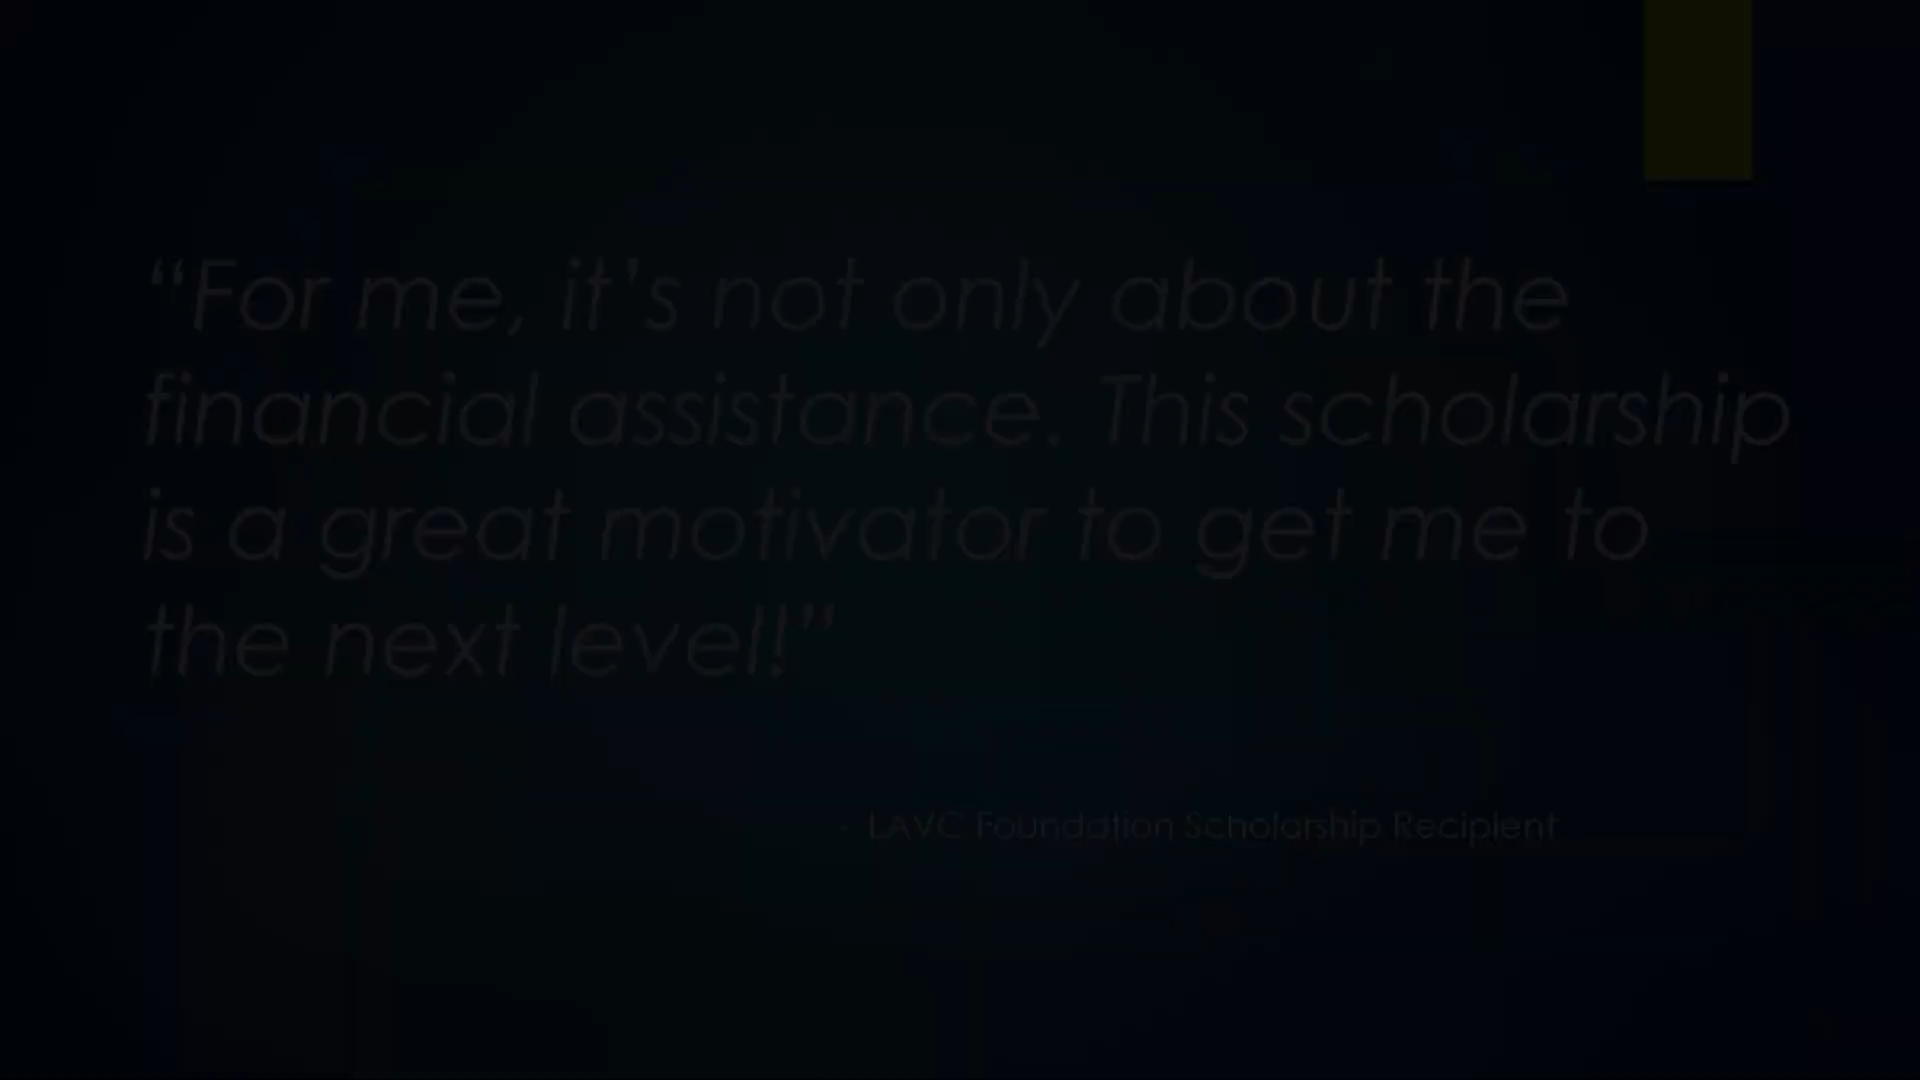 “For me, it’s not only about the
financial assistance. This scholarship
is a great motivator to get me to
the next level!”
- LAVC Foundation Scholarship Recipient